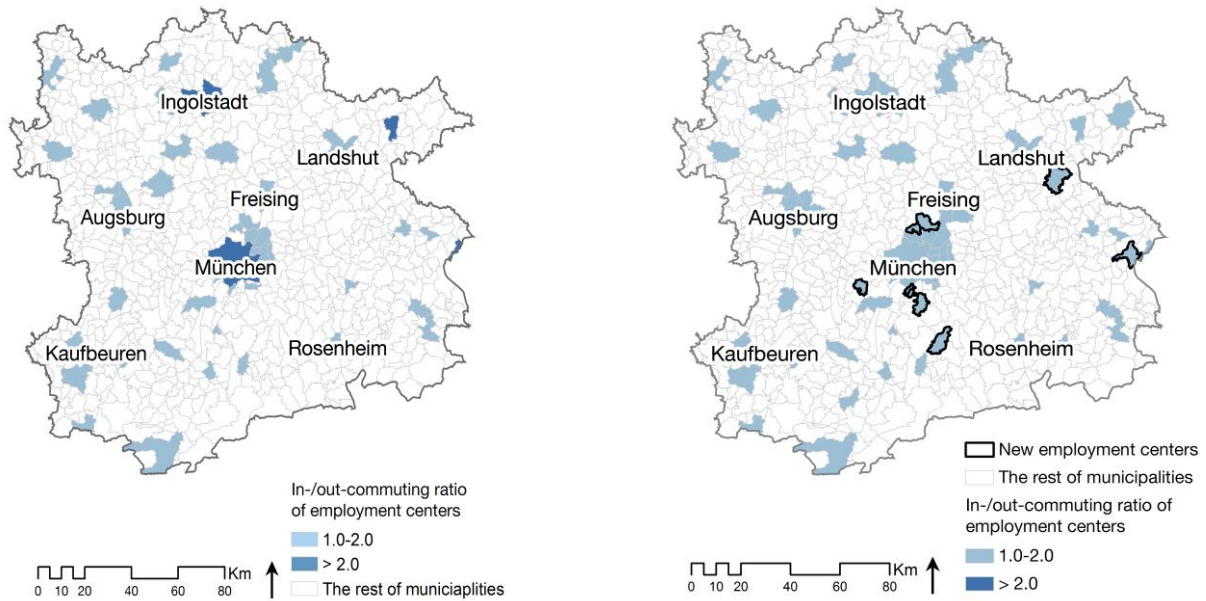 Ingolstadt
Landshut
Freising
Augsburg
München
Kaufbeuren
Rosenheim
In-/out-commuting ratio
of employment centers
1.0-2.0
> 2.0
The rest of municiaplities
Km
0 10 20 40 60 80
Ingolstadt
Landshut
Freising
Augsburg
München
Kaufbeuren
Rosenheim
New employment centers
The rest of municipalities
In-/out-commuting ratio of
employment centers
1.0-2.0
> 2.0
Km
0 10 20 40 60 80